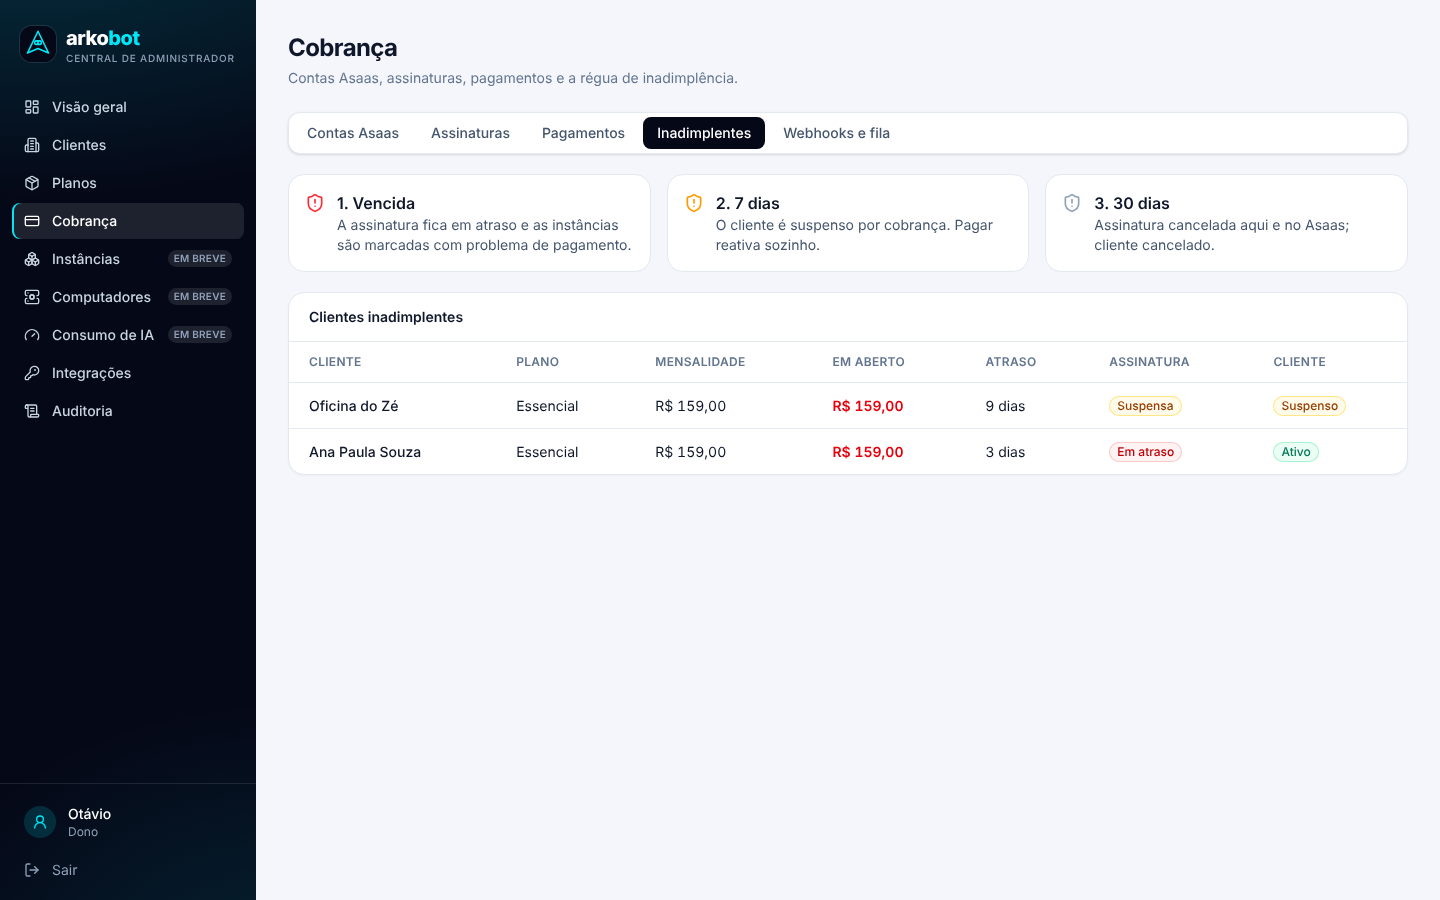 arkobot
CENTRAL DE ADMINISTRADOR
Visão geral
Clientes
Planos
Cobrança
Instâncias EM BREVE
Computadores EM BREVE
Consumo de IA EM BREVE
Integrações
Auditoria
Otávio
Dono
Sair
Cobrança
Contas Asaas, assinaturas, pagamentos e a régua de inadimplência.
Contas Asaas Assinaturas Pagamentos Inadimplentes Webhooks e fila
1. Vencida
A assinatura fica em atraso e as instâncias
são marcadas com problema de pagamento.
2. 7 dias
O cliente é suspenso por cobrança. Pagar
reativa sozinho.
3. 30 dias
Assinatura cancelada aqui e no Asaas;
cliente cancelado.
Clientes inadimplentes
CLIENTE PLANO MENSALIDADE EM ABERTO ATRASO ASSINATURA CLIENTE
Oficina do Zé Essencial R$ 159,00 R$ 159,00 9 dias Suspensa Suspenso
Ana Paula Souza Essencial R$ 159,00 R$ 159,00 3 dias Em atraso Ativo